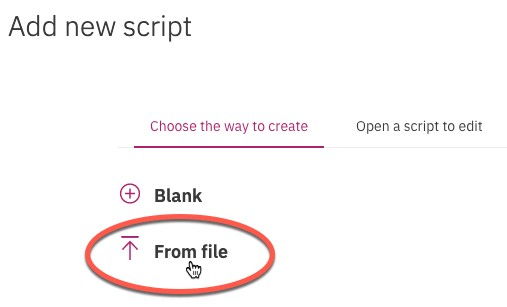 Add new script
Choose the way to create Open a script to edit
Blank
From file